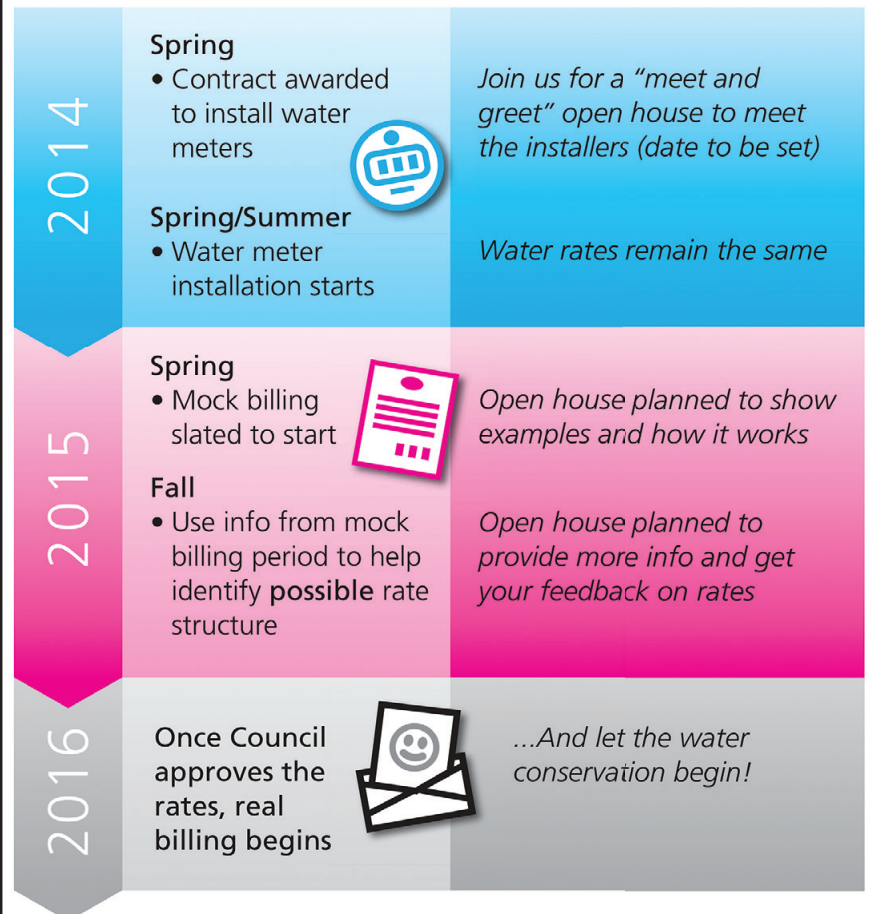 2014
Spring
• Contract awarded
to install water
meters
Join us for a “meet and
greet” open house to meet
the installers (date to be set)
Spring/Summer
• Water meter
installation starts
Water rates remain the same
2015
Spring
• Mock billing
slated to start
Open house planned to show
examples and how it works
Fall
• Use info from mock
billing period to help
identify possible rate
structure
Open house planned to
provide more info and get
your feedback on rates
2016
Once Council
approves the
rates, real
billing begins
...And let the water
conservation begin!